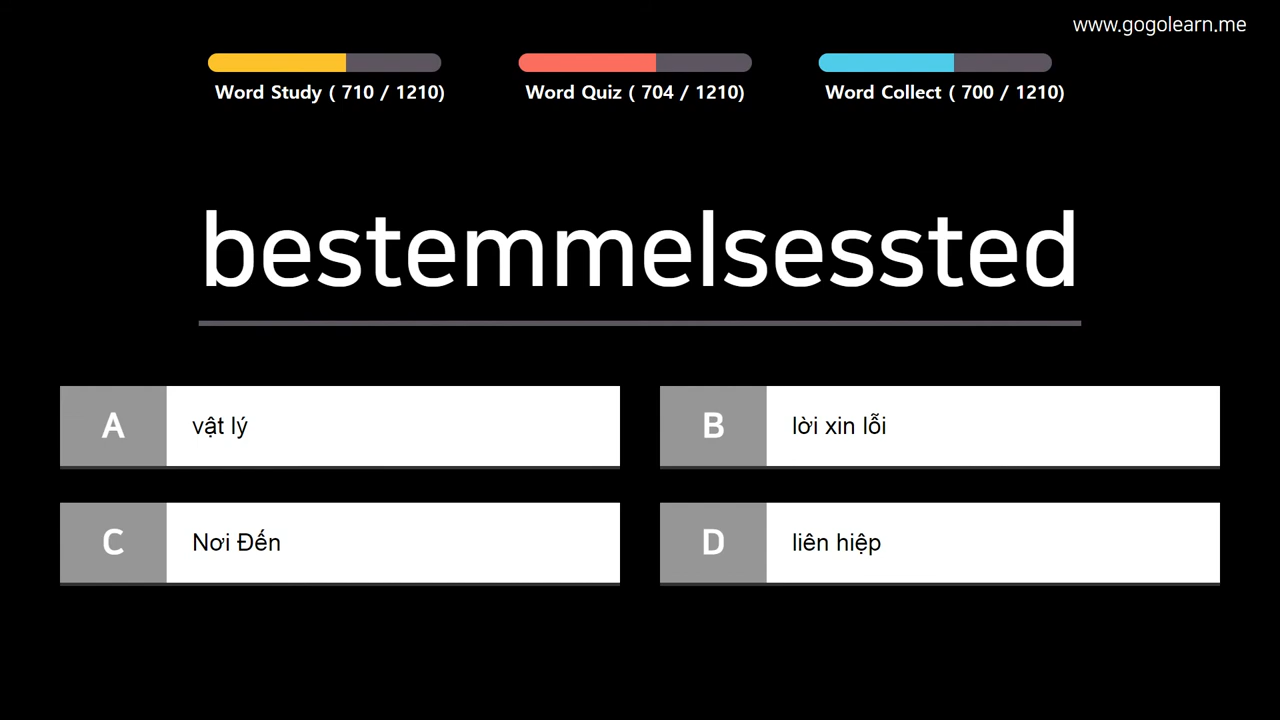 www.gogolearn.me
Word Study ( 710 / 1210)
Word Quiz ( 704 / 1210)
Word Collect ( 700 / 1210)
bestemmelsessted
A vật lý
B lời xin lỗi
C Nơi Đến
D liên hiệp